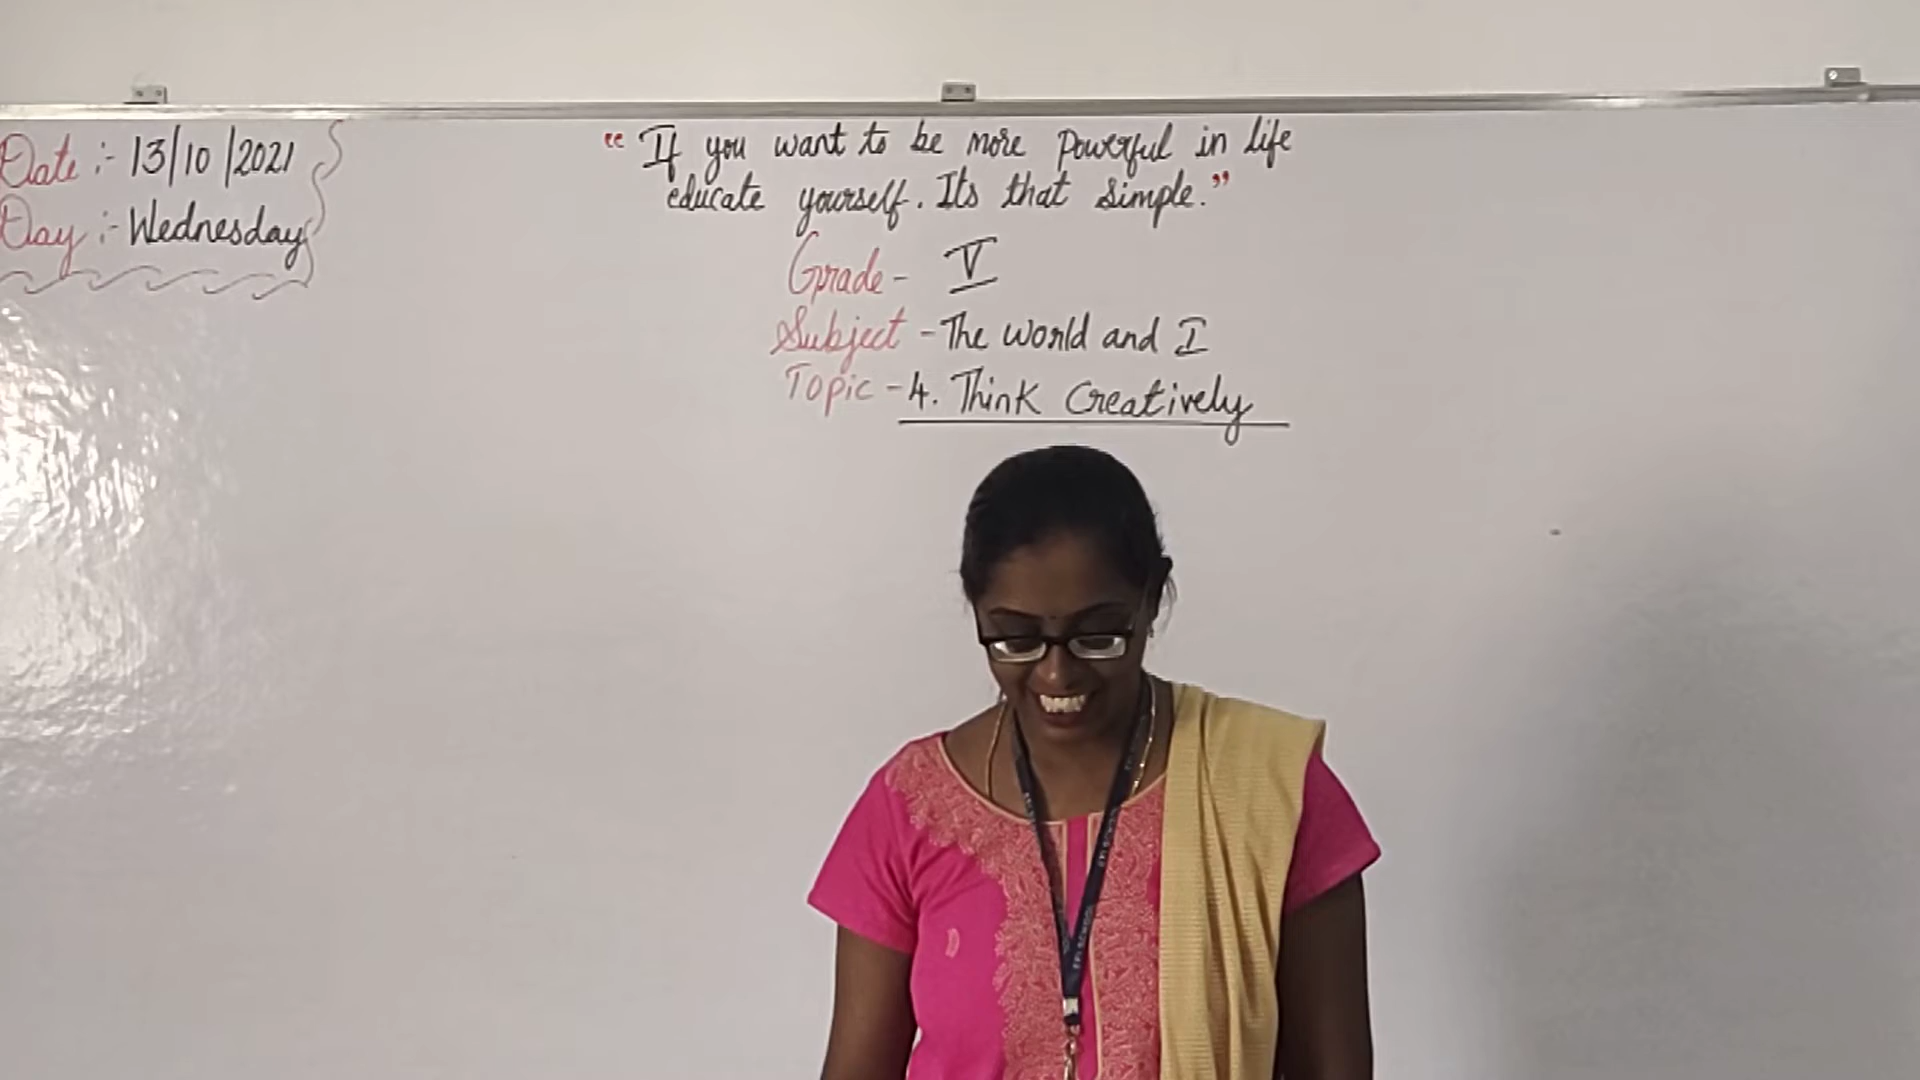 Date :- 13/10/2021
Day :- Wednesday
"If you want to be more Powerful in life
educate yourself. Its that simple."
Grade - V
Subject - The World and I
Topic - 4. Think Creatively